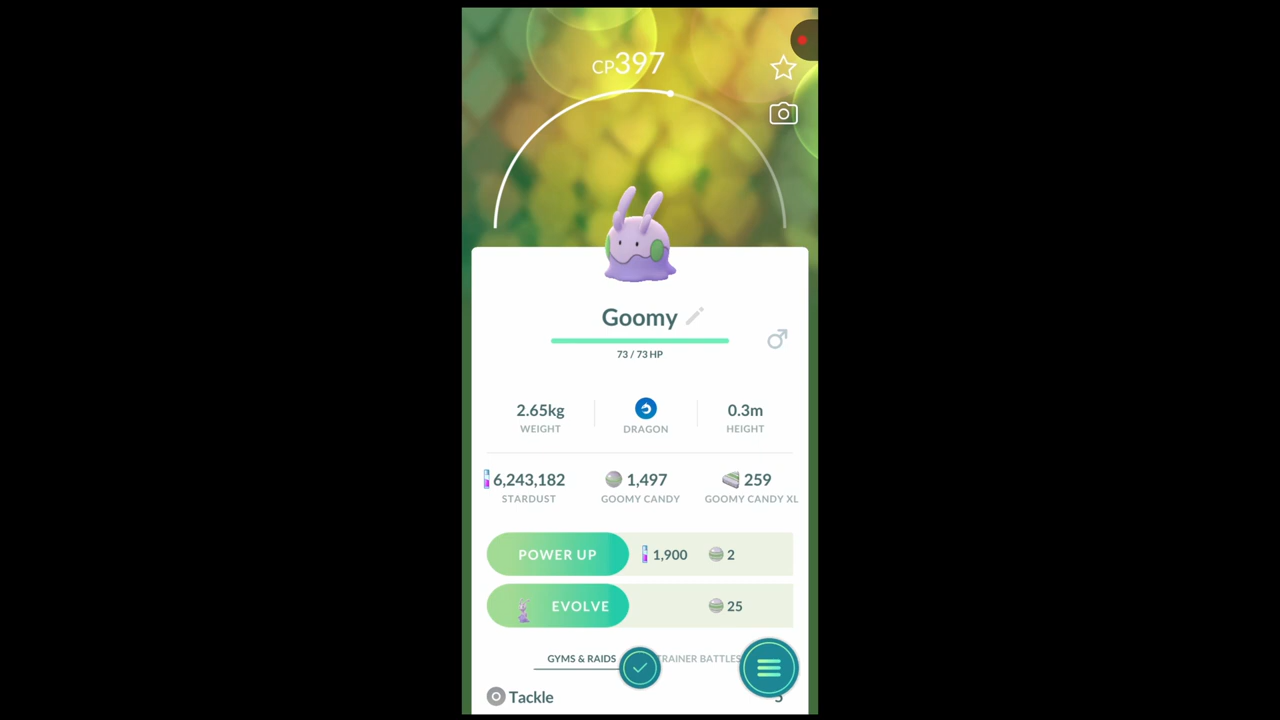 CP397
Goomy
73 / 73 HP
2.65kg
WEIGHT
DRAGON
0.3m
HEIGHT
6,243,182
STARDUST
1,497
GOOMY CANDY
259
GOOMY CANDY XL
POWER UP 1,900 2
EVOLVE 25
GYMS & RAIDS TRAINER BATTLES
Tackle 5